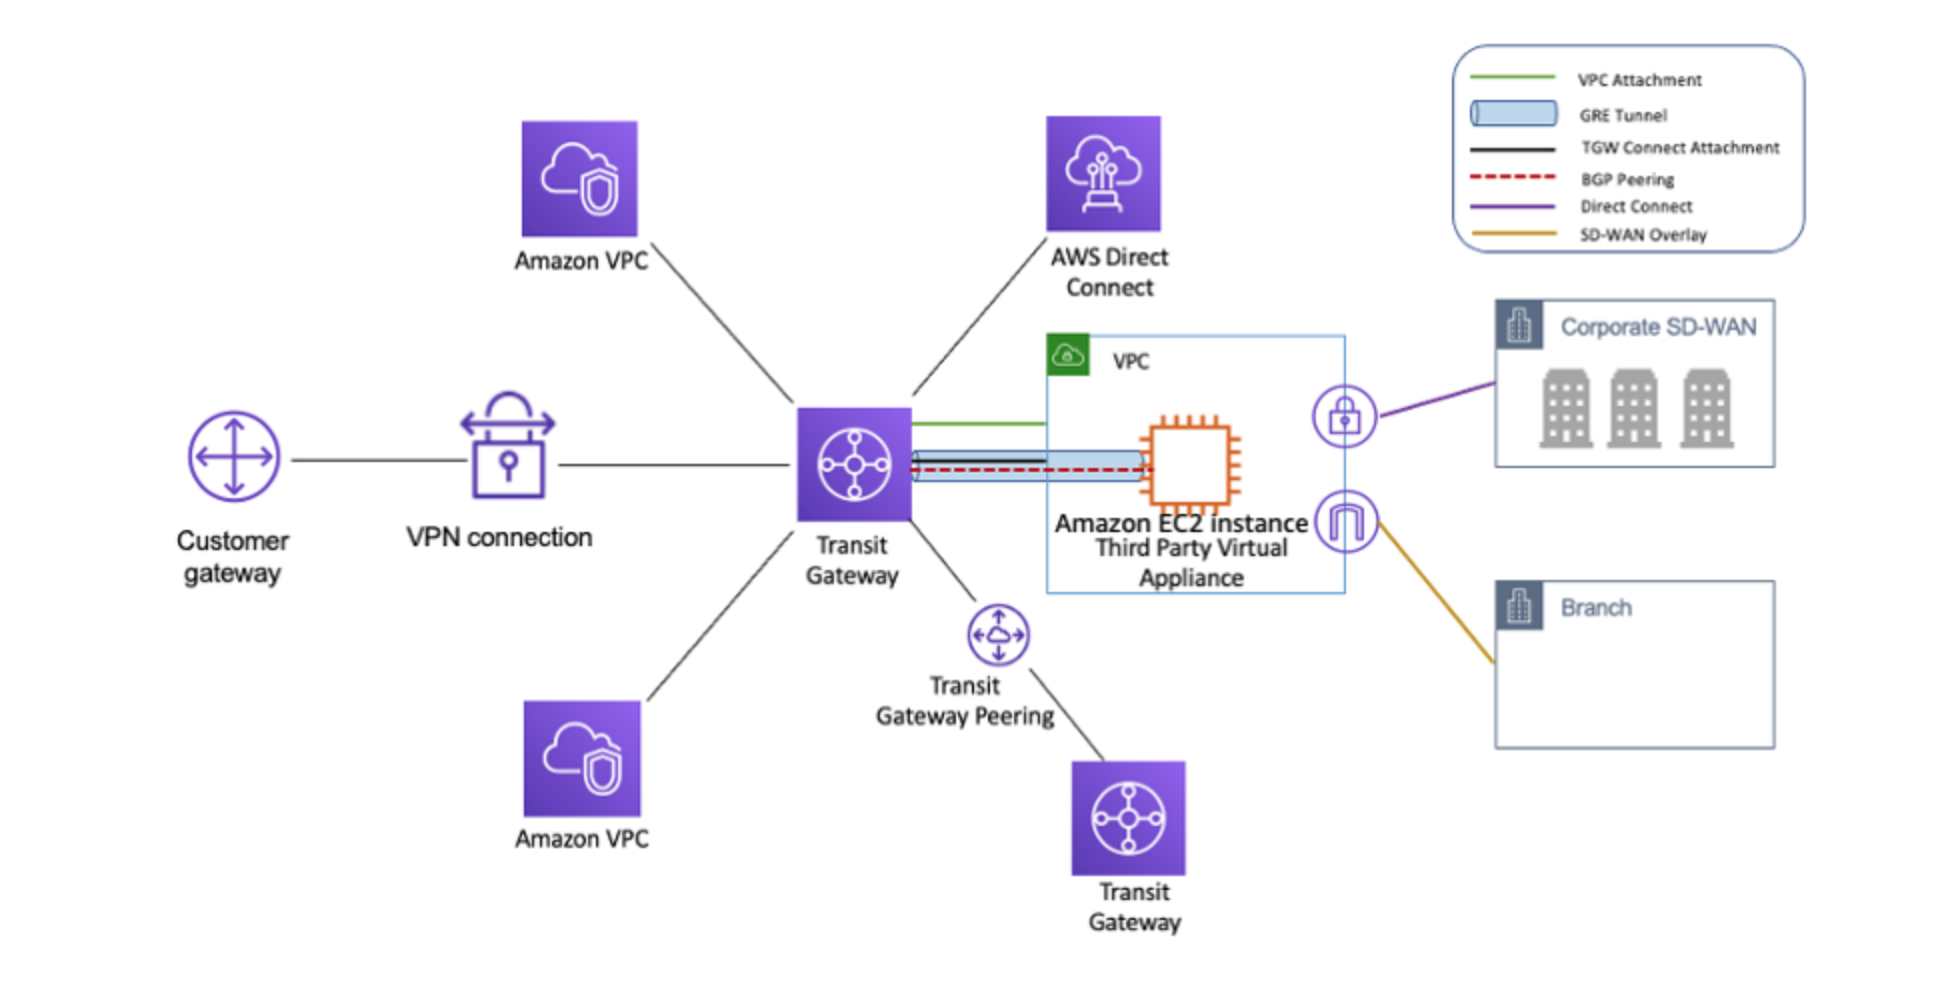 VPC Attachment
GRE Tunnel
TGW Connect Attachment
BGP Peering
Direct Connect
SD-WAN Overlay
Amazon VPC
AWS Direct
Connect
Corporate SD-WAN
VPC
Customer
gateway
VPN connection
Transit
Gateway
Amazon EC2 instance
Third Party Virtual
Appliance
Branch
Transit
Gateway Peering
Amazon VPC
Transit
Gateway